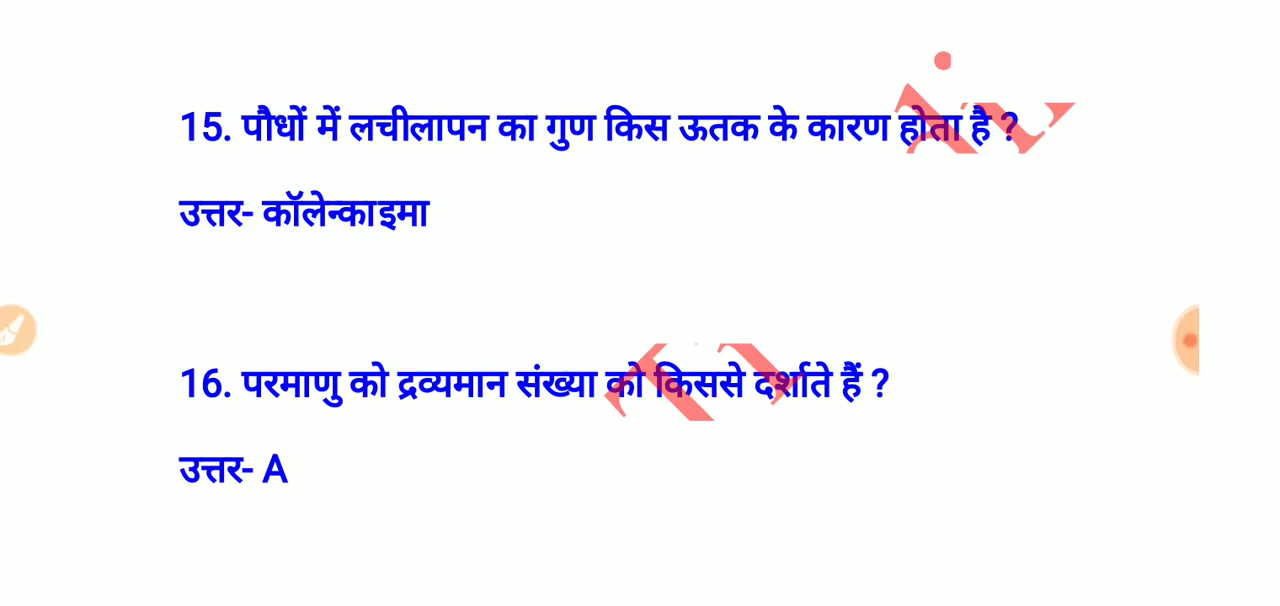 15. पौधों में लचीलापन का गुण किस ऊतक के कारण होता है ?
उत्तर- कॉलेन्काइमा
16. परमाणु को द्रव्यमान संख्या को किससे दर्शाते हैं ?
उत्तर- A